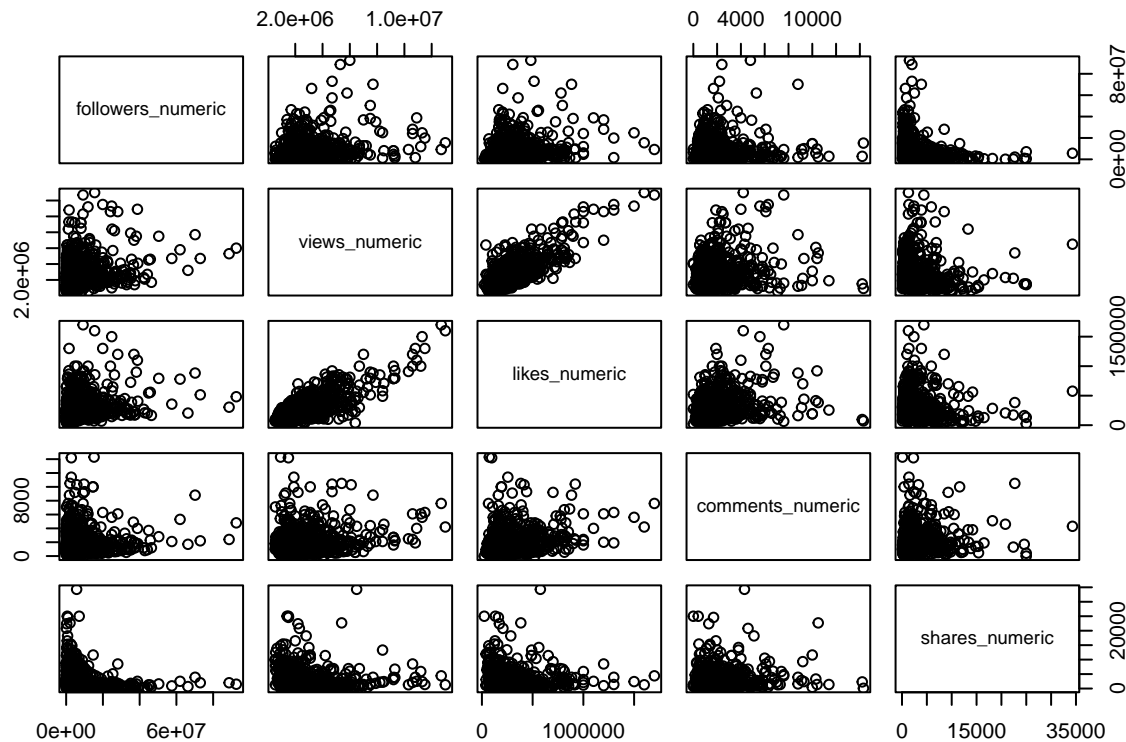 2.0e+06 1.0e+07 0 4000 10000
followers_numeric
0e+00 8e+07
views_numeric
2.0e+06
likes_numeric
0 1500000
comments_numeric
0 8000
shares_numeric
0 20000
0e+00 6e+07 0 1000000 0 15000 35000